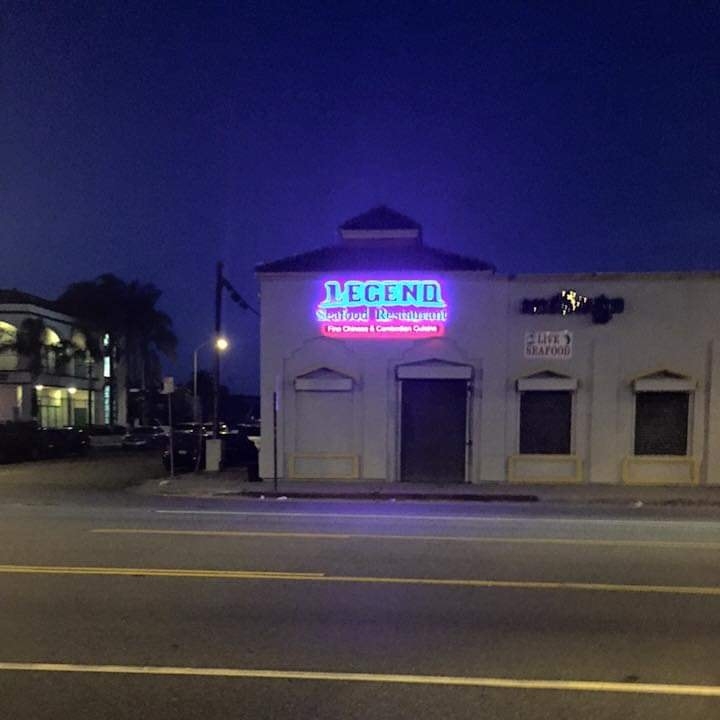 LEGEND
Seafood Restaurant
Fine Chinese & Cambodian Cuisine
LIVE
SEAFOOD